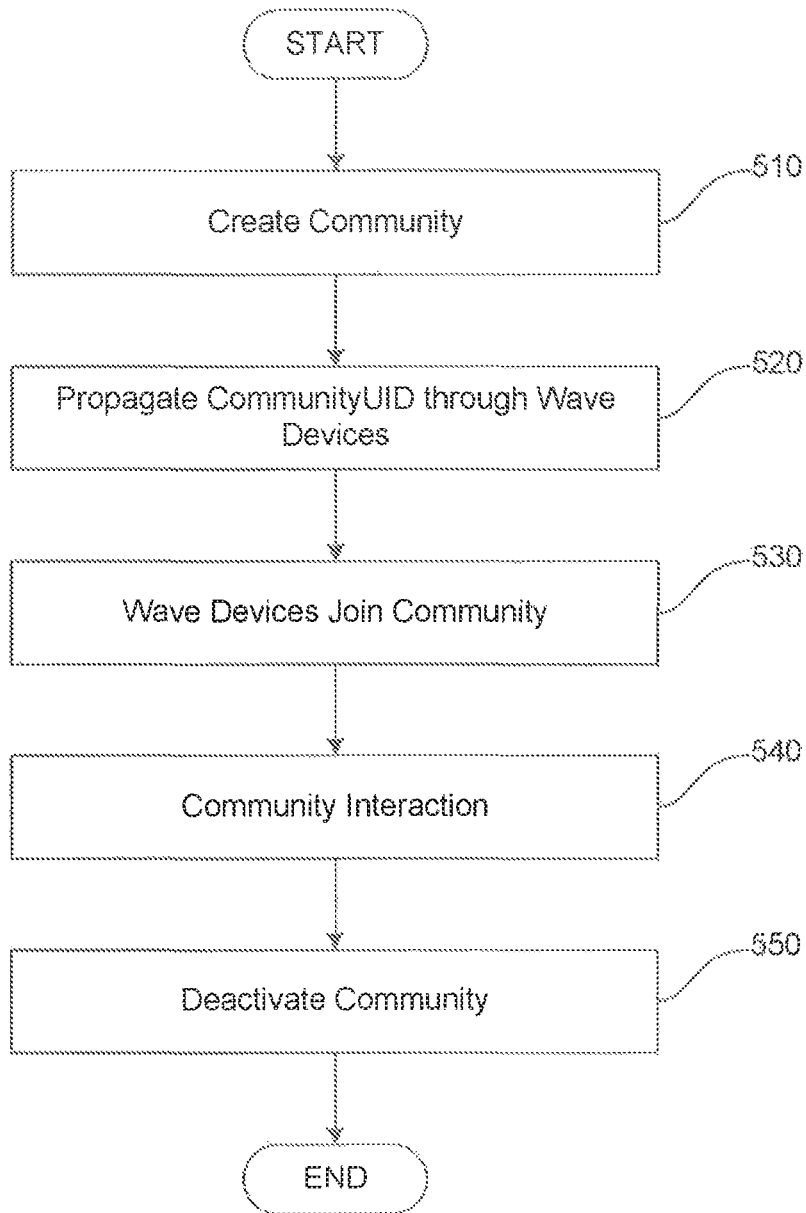 START
510
Create Community
520
Propagate CommunityUID through Wave
Devices
530
Wave Devices Join Community
540
Community Interaction
550
Deactivate Community
END